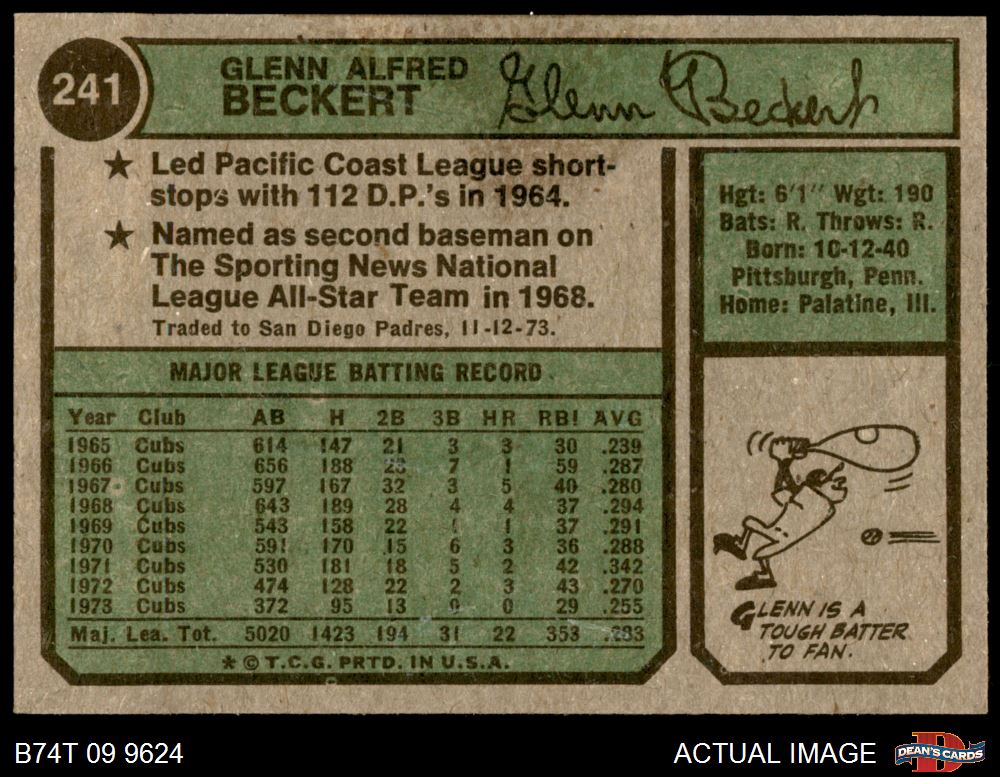 241
GLENN ALFRED
BECKERT
Glenn Beckert
★ Led Pacific Coast League short-
stops with 112 D.P.'s in 1964.
★ Named as second baseman on
The Sporting News National
League All-Star Team in 1968.
Traded to San Diego Padres, 11-12-73.
Hgt: 6'1" Wgt: 190
Bats: R. Throws: R.
Born: 10-12-40
Pittsburgh, Penn.
Home: Palatine, Ill.
MAJOR LEAGUE BATTING RECORD
Year Club AB H 2B 3B HR RBI AVG
1965 Cubs 614 147 21 3 3 30 .239
1966 Cubs 656 188 23 7 1 59 .287
1967 Cubs 597 167 32 3 5 40 .280
1968 Cubs 643 189 28 4 4 37 .294
1969 Cubs 543 158 22 1 1 37 .291
1970 Cubs 591 170 15 6 3 36 .288
1971 Cubs 530 181 18 5 2 42 .342
1972 Cubs 474 128 22 2 3 43 .270
1973 Cubs 372 95 13 0 0 29 .255
Maj. Lea. Tot. 5020 1423 194 31 22 353 .283
* © T.C.G. PRTD. IN U.S.A.
GLENN IS A
TOUGH BATTER
TO FAN.
B74T 09 9624
ACTUAL IMAGE
DEAN'S CARDS